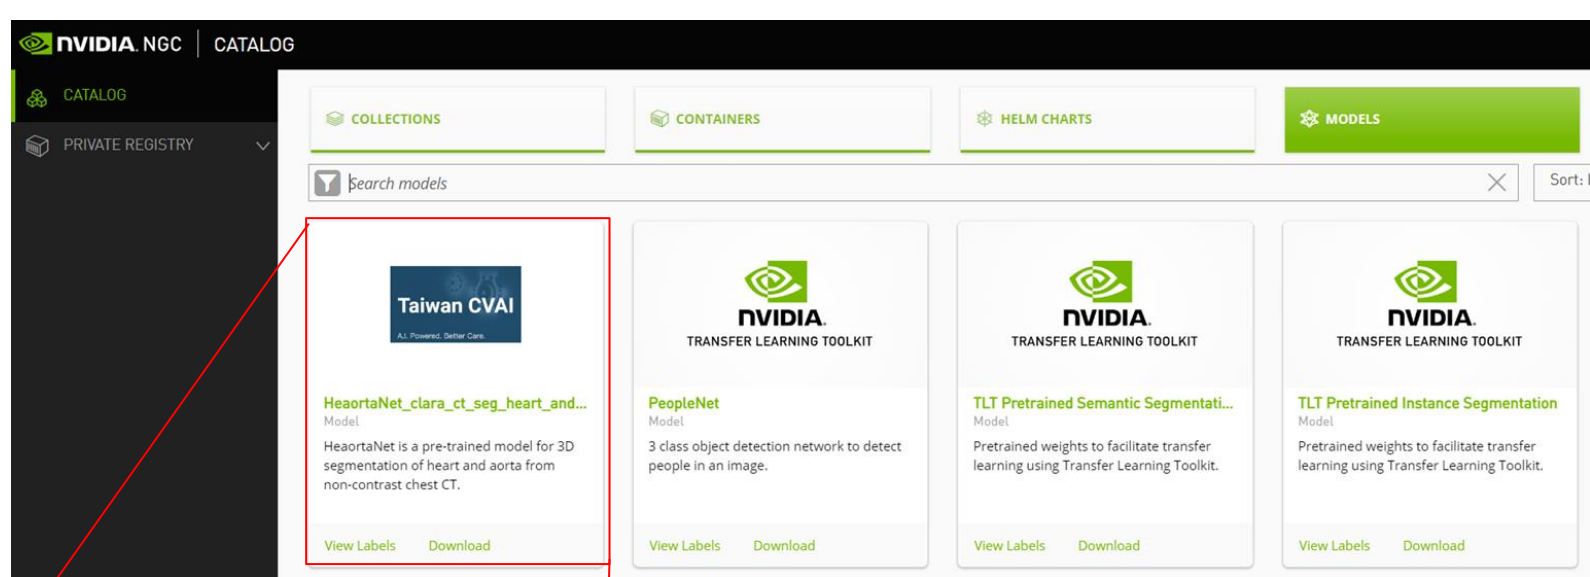 NVIDIA. NGC | CATALOG
CATALOG
PRIVATE REGISTRY
COLLECTIONS
CONTAINERS
HELM CHARTS
MODELS
Search models
Sort:
Taiwan CVAI
A.I. Powered. Better Care.
HeaortaNet_clara_ct_seg_heart_and...
Model
HeaortaNet is a pre-trained model for 3D
segmentation of heart and aorta from
non-contrast chest CT.
View Labels Download
NVIDIA.
TRANSFER LEARNING TOOLKIT
PeopleNet
Model
3 class object detection network to detect
people in an image.
View Labels Download
NVIDIA.
TRANSFER LEARNING TOOLKIT
TLT Pretrained Semantic Segmentati...
Model
Pretrained weights to facilitate transfer
learning using Transfer Learning Toolkit.
View Labels Download
NVIDIA.
TRANSFER LEARNING TOOLKIT
TLT Pretrained Instance Segmentation
Model
Pretrained weights to facilitate transfer
learning using Transfer Learning Toolkit.
View Labels Download